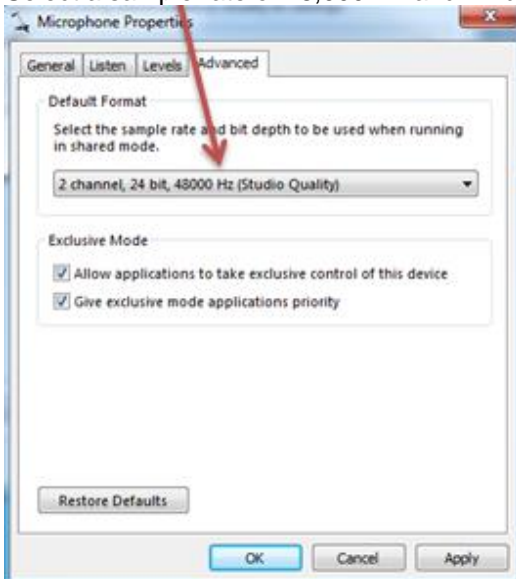 Microphone Properties
General Listen Levels Advanced
Default Format
Select the sample rate and bit depth to be used when running
in shared mode.
2 channel, 24 bit, 48000 Hz (Studio Quality)
Exclusive Mode
Allow applications to take exclusive control of this device
Give exclusive mode applications priority
Restore Defaults
OK Cancel Apply